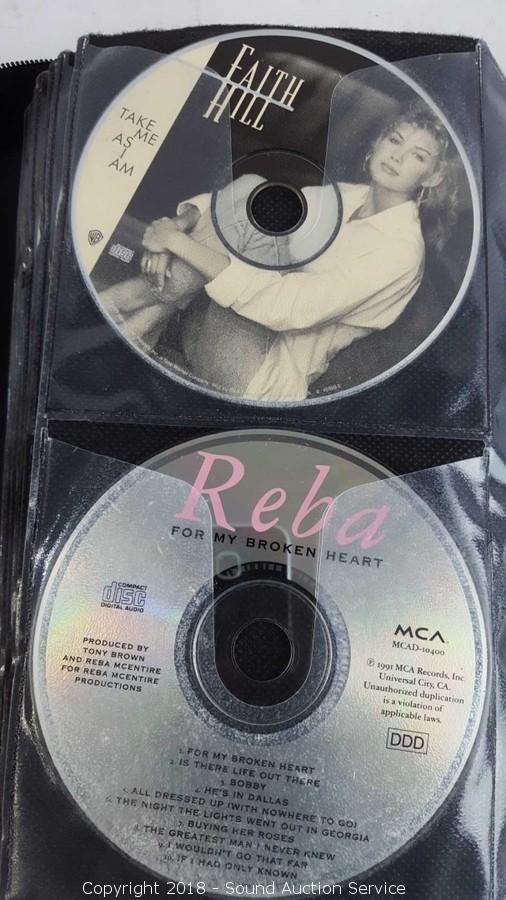 FAITH
HILL
TAKE
ME
AS
I
AM
WB
COMPACT
disc
DIGITAL AUDIO
Reba
FOR MY BROKEN HEART
COMPACT
disc
DIGITAL AUDIO
PRODUCED BY
TONY BROWN
AND REBA MCENTIRE
FOR REBA MCENTIRE
PRODUCTIONS
MCA
MCAD-10400
℗ 1991 MCA Records, Inc
Universal City, CA.
Unauthorized duplication
is a violation of
applicable laws.
DDD
1. FOR MY BROKEN HEART
2. IS THERE LIFE OUT THERE
3. BOBBY
4. HE'S IN DALLAS
5. ALL DRESSED UP (WITH NOWHERE TO GO)
6. THE NIGHT THE LIGHTS WENT OUT IN GEORGIA
7. BUYING HER ROSES
8. THE GREATEST MAN I NEVER KNEW
9. I WOULDN'T GO THAT FAR
10. IF I HAD ONLY KNOWN
Copyright 2018 - Sound Auction Service